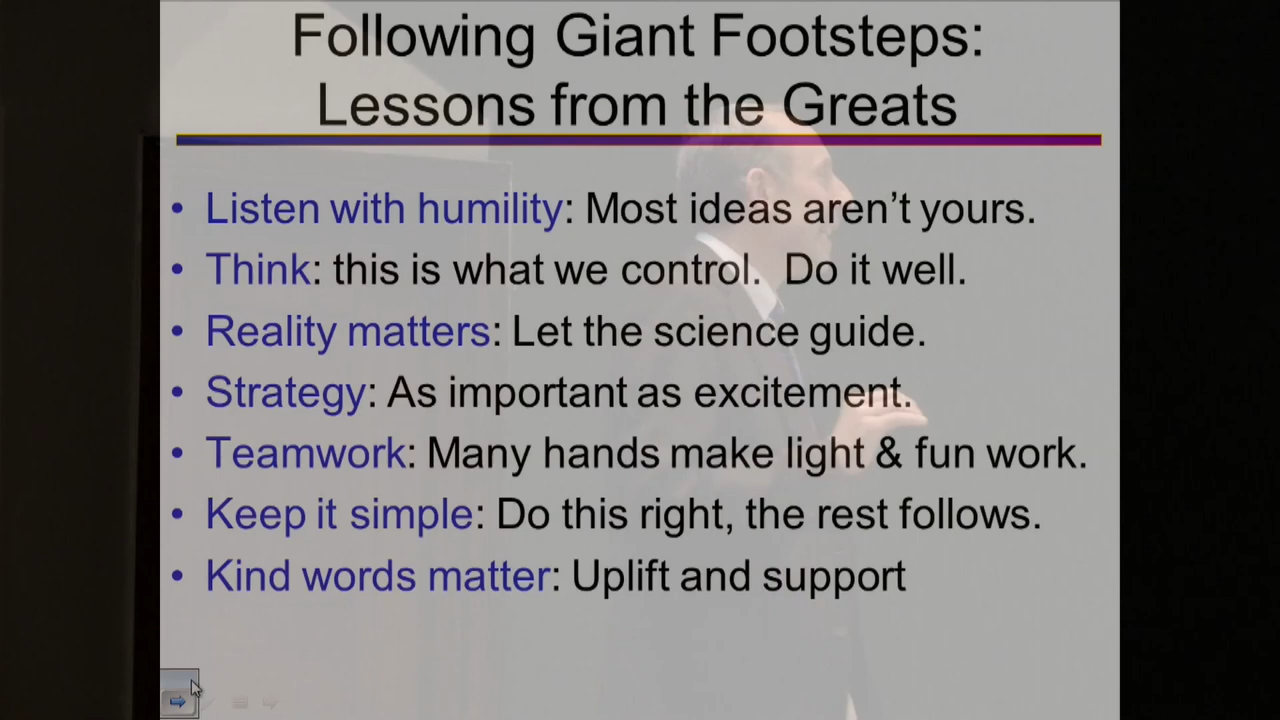 Following Giant Footsteps:
Lessons from the Greats
• Listen with humility: Most ideas aren't yours.
• Think: this is what we control.  Do it well.
• Reality matters: Let the science guide.
• Strategy: As important as excitement.
• Teamwork: Many hands make light & fun work.
• Keep it simple: Do this right, the rest follows.
• Kind words matter: Uplift and support